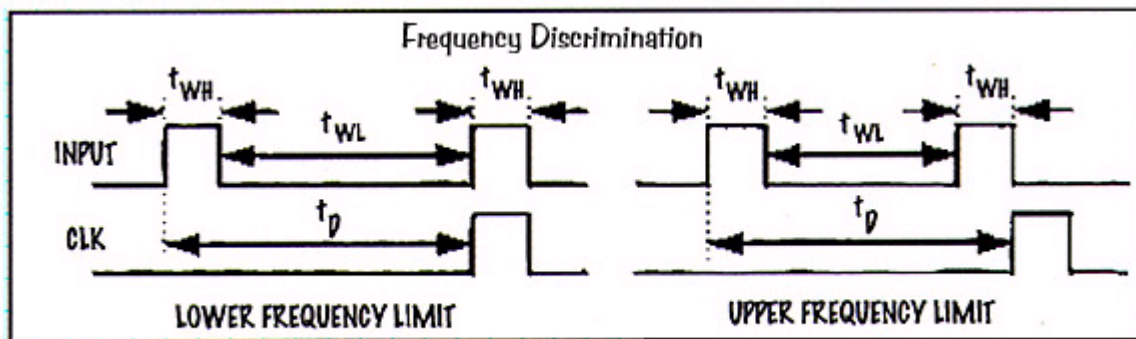 Frequency Discrimination
tWH tWH tWH tWH
INPUT tWL tWL
CLK tD tD
LOWER FREQUENCY LIMIT UPPER FREQUENCY LIMIT